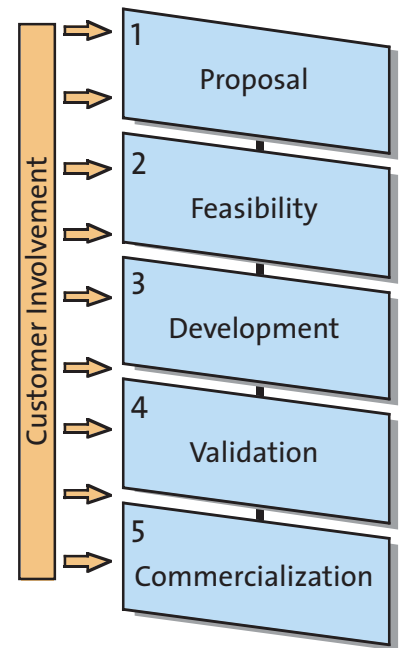 Customer Involvement
1
Proposal
2
Feasibility
3
Development
4
Validation
5
Commercialization